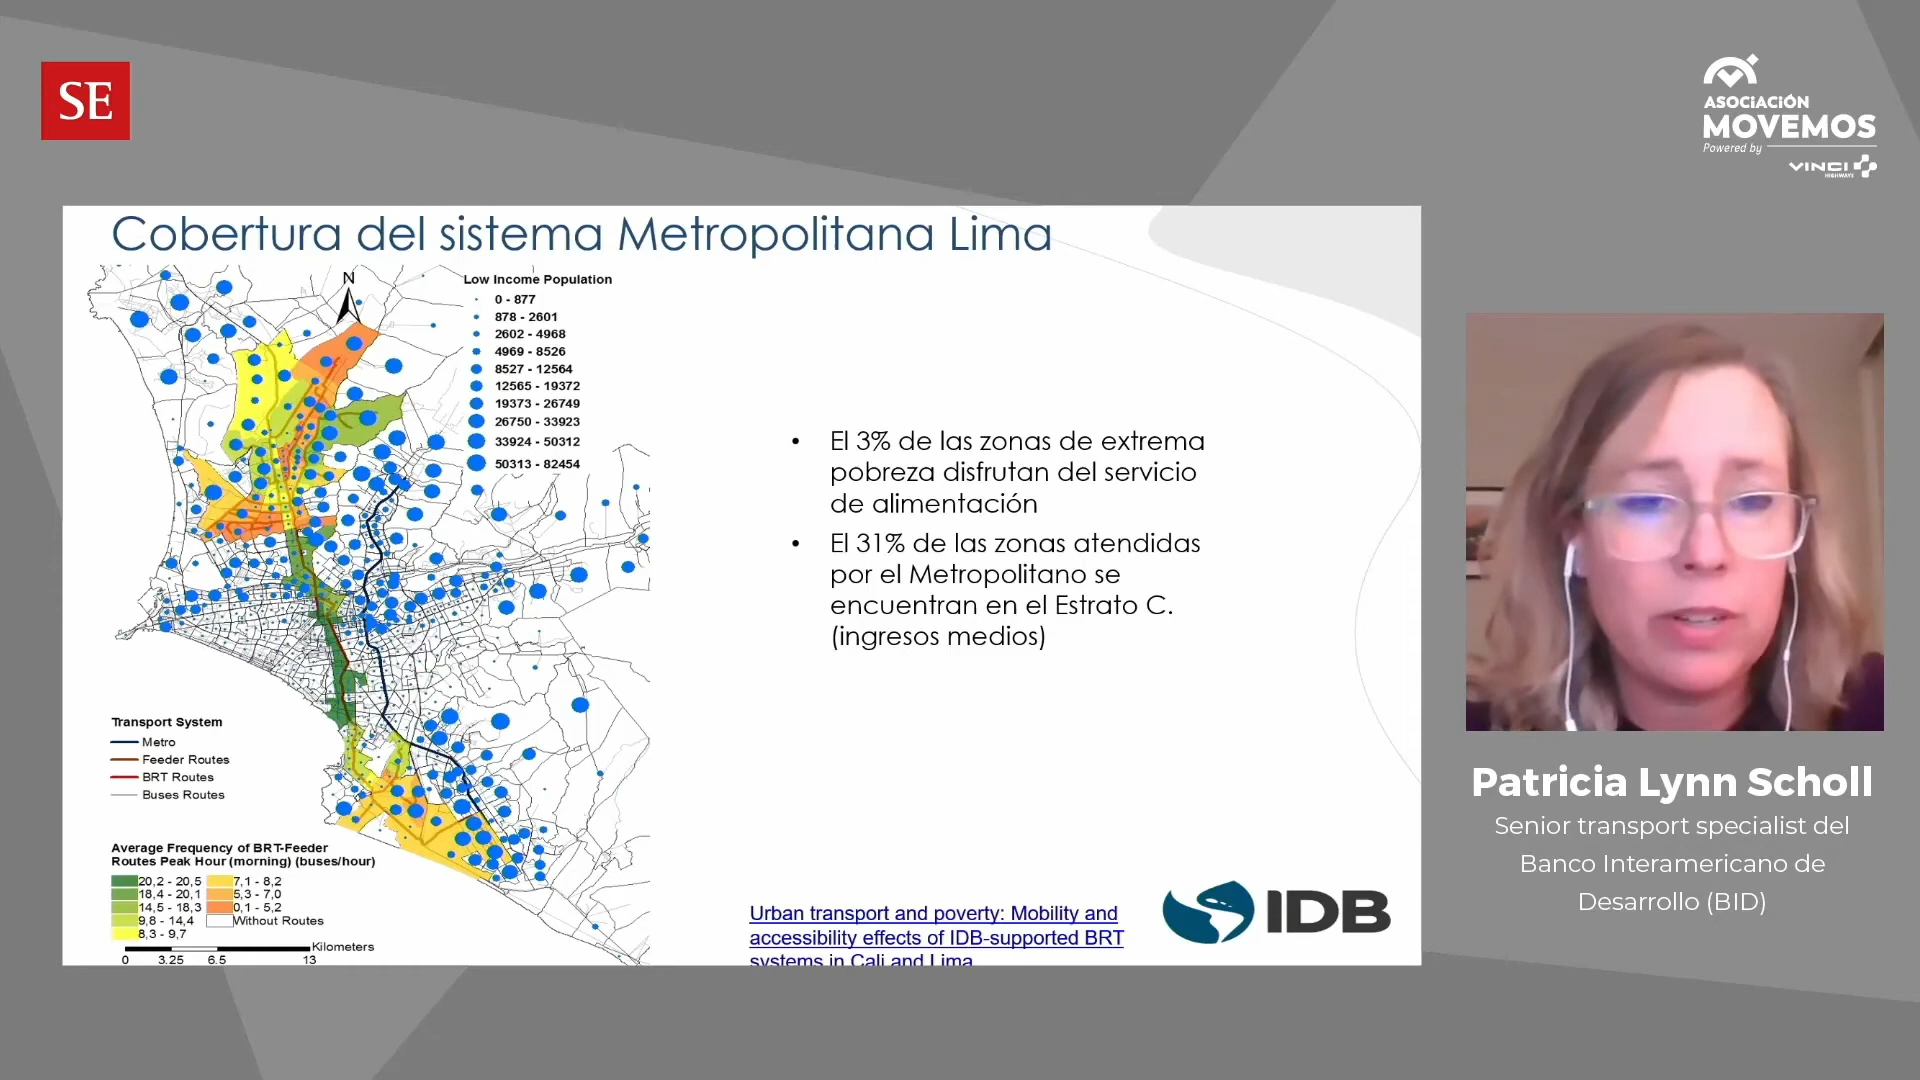 SE
ASOCIACIÓN
MOVEMOS
Powered by
VINCI
HIGHWAYS
Cobertura del sistema Metropolitana Lima
N
Low Income Population
0 - 877
878 - 2601
2602 - 4968
4969 - 8526
8527 - 12564
12565 - 19372
19373 - 26749
26750 - 33923
33924 - 50312
50313 - 82454
• El 3% de las zonas de extrema
pobreza disfrutan del servicio
de alimentación
• El 31% de las zonas atendidas
por el Metropolitano se
encuentran en el Estrato C.
(ingresos medios)
Transport System
Metro
Feeder Routes
BRT Routes
Buses Routes
Average Frequency of BRT-Feeder
Routes Peak Hour (morning) (buses/hour)
20,2 - 20,5 7,1 - 8,2
18,4 - 20,1 5,3 - 7,0
14,5 - 18,3 0,1 - 5,2
9,8 - 14,4 Without Routes
8,3 - 9,7
Kilometers
0 3.25 6.5 13
Urban transport and poverty: Mobility and
accessibility effects of IDB-supported BRT
systems in Cali and Lima
IDB
Patricia Lynn Scholl
Senior transport specialist del
Banco Interamericano de
Desarrollo (BID)